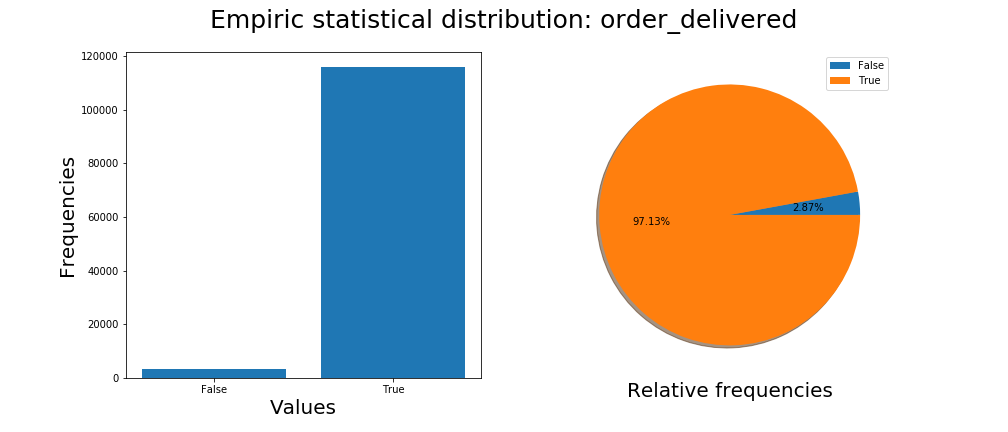 Empiric statistical distribution: order_delivered
120000
100000
80000
60000
40000
20000
0
Frequencies
False
True
Values
False
True
97.13%
2.87%
Relative frequencies